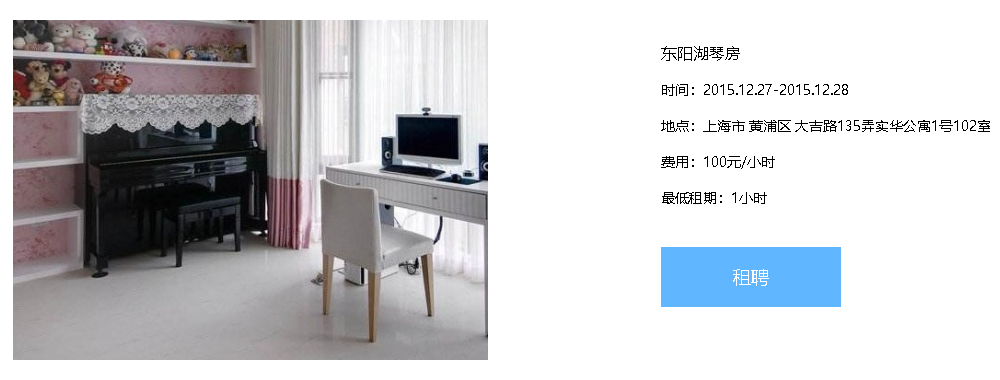 东阳湖琴房
时间：2015.12.27-2015.12.28
地点：上海市 黄浦区 大吉路135弄实华公寓1号102室
费用：100元/小时
最低租期：1小时
租聘